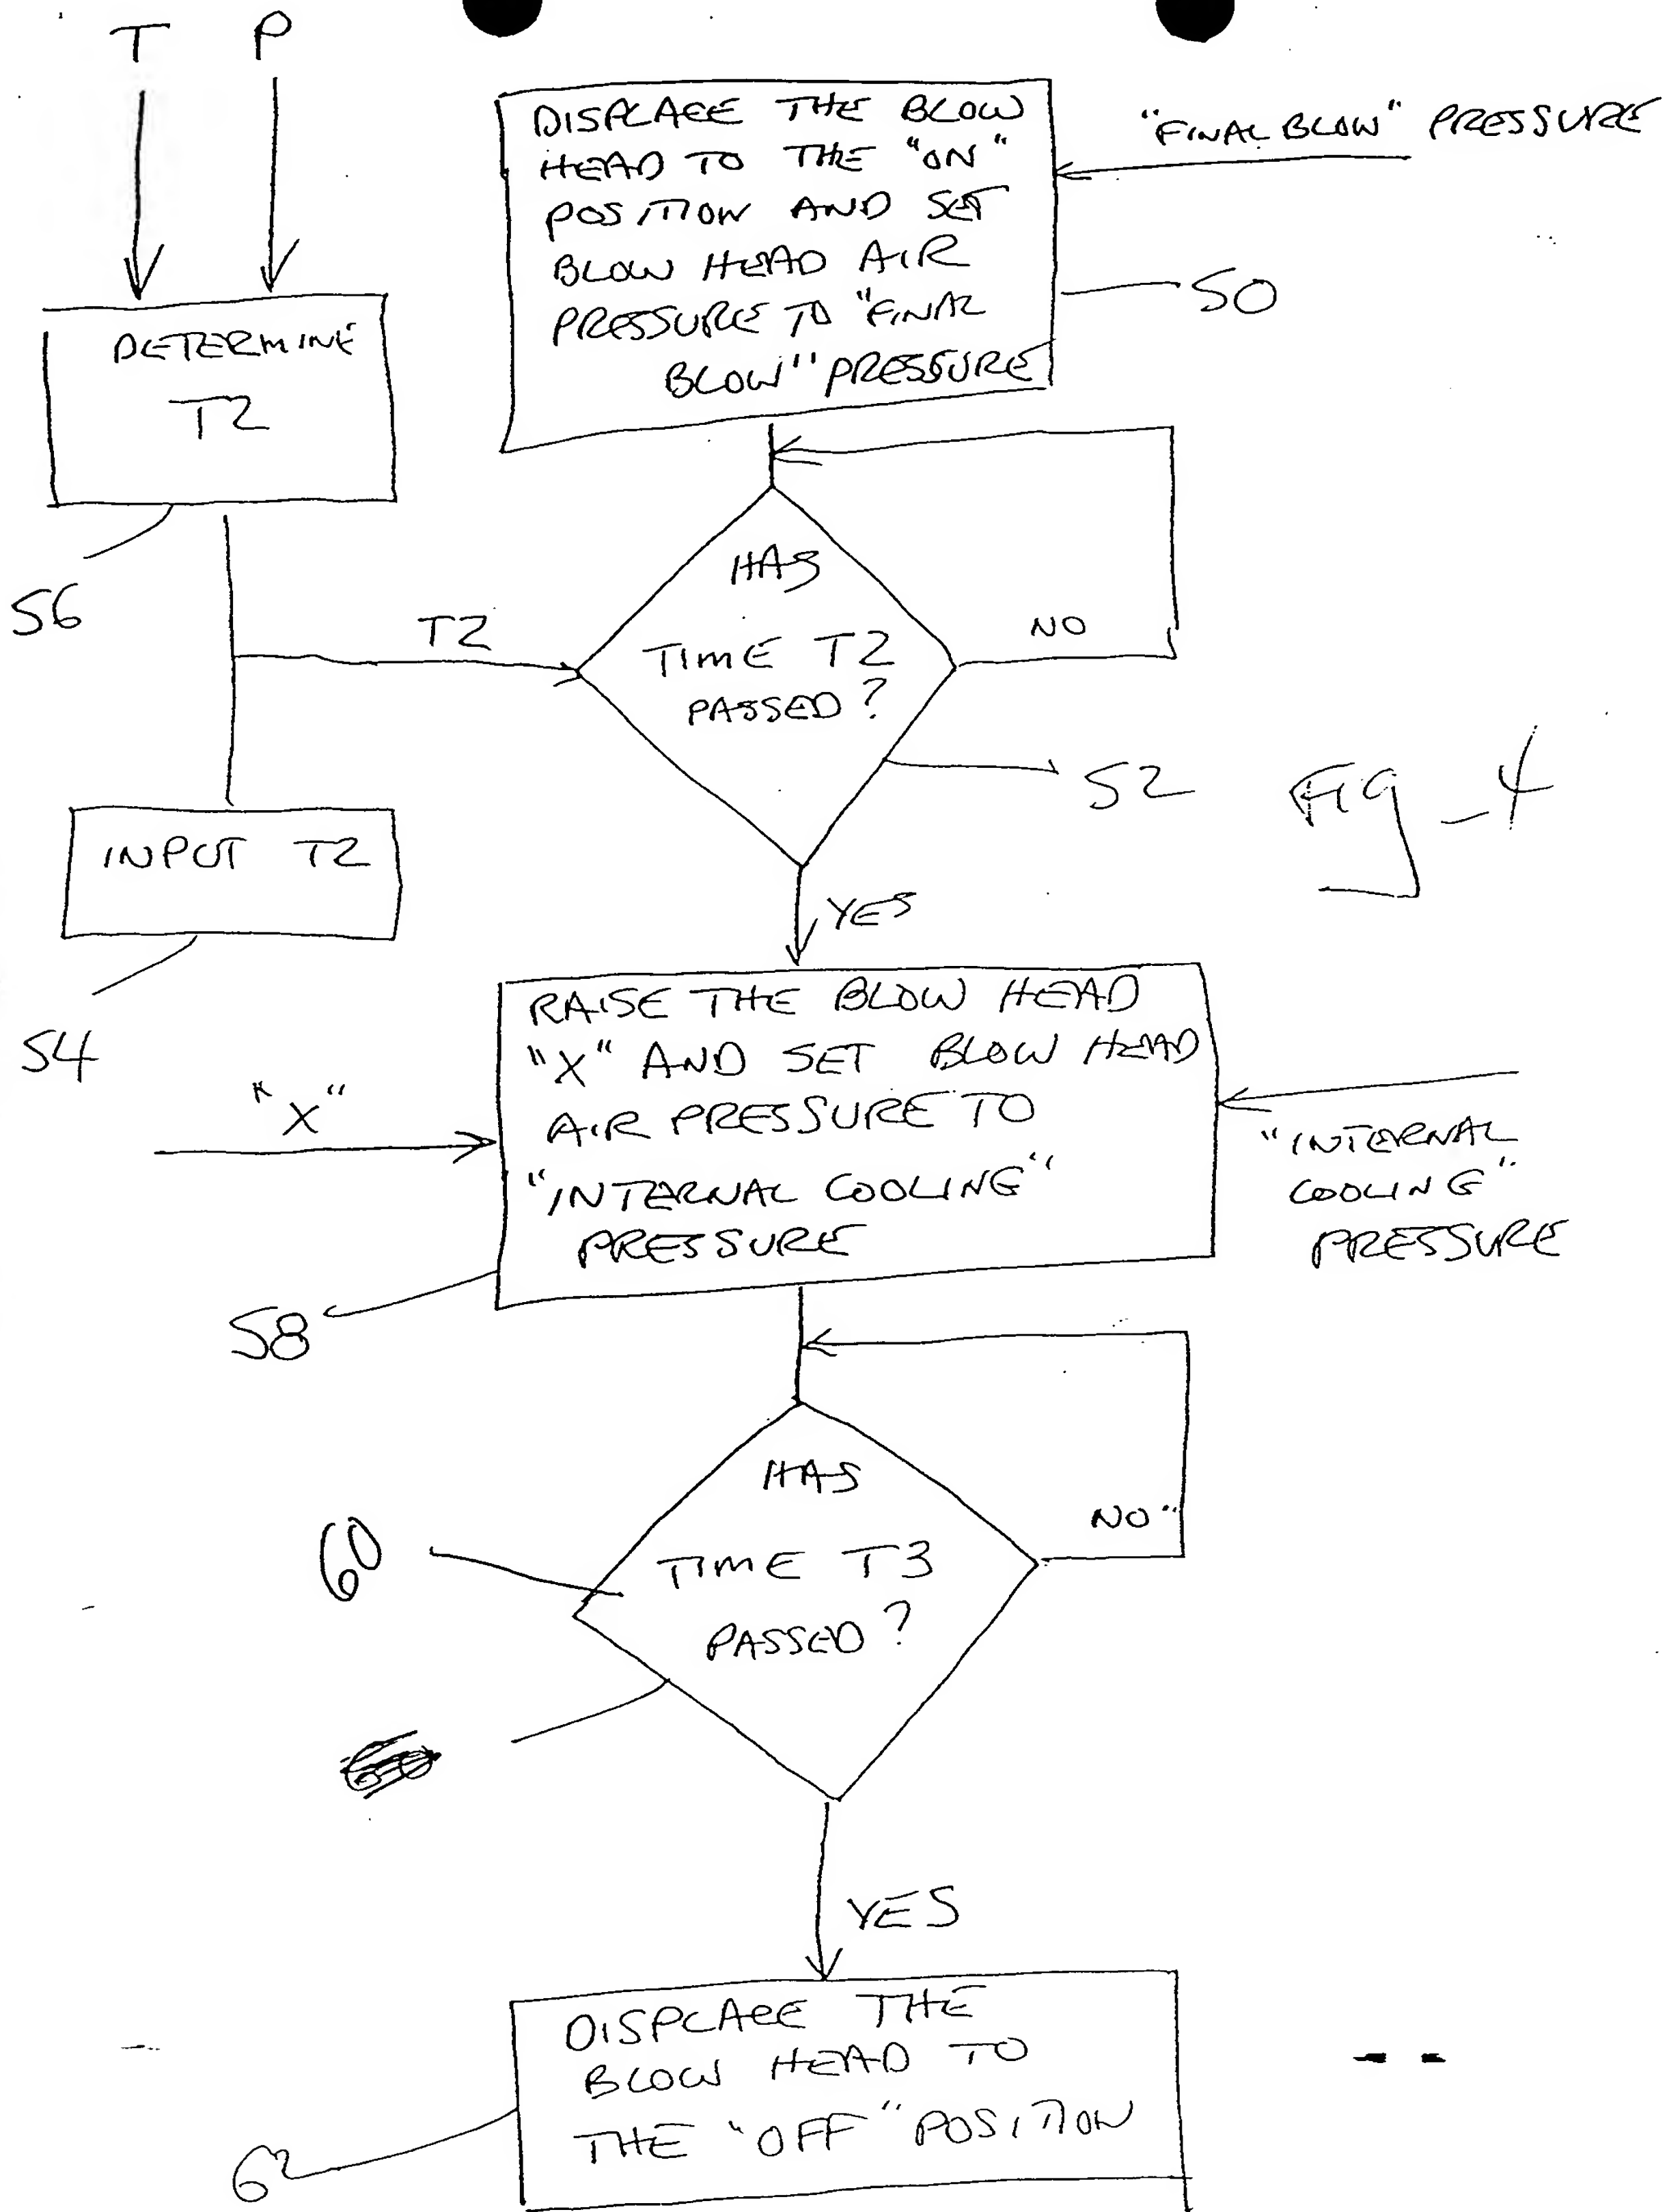 T P
DISPLACE THE BLOW
HEAD TO THE "ON"
POSITION AND SET
BLOW HEAD AIR
PRESSURE TO "FINAL
BLOW" PRESSURE
"FINAL BLOW" PRESSURE
50
DETERMINE
T2
56
T2
HAS
TIME T2
PASSED?
NO
52
Fig_4
INPUT T2
54
YES
RAISE THE BLOW HEAD
"X" AND SET BLOW HEAD
AIR PRESSURE TO
"INTERNAL COOLING"
PRESSURE
"X"
"INTERNAL
COOLING"
PRESSURE
58
HAS
TIME T3
PASSED?
NO
60
YES
DISPLACE THE
BLOW HEAD TO
THE "OFF" POSITION
62